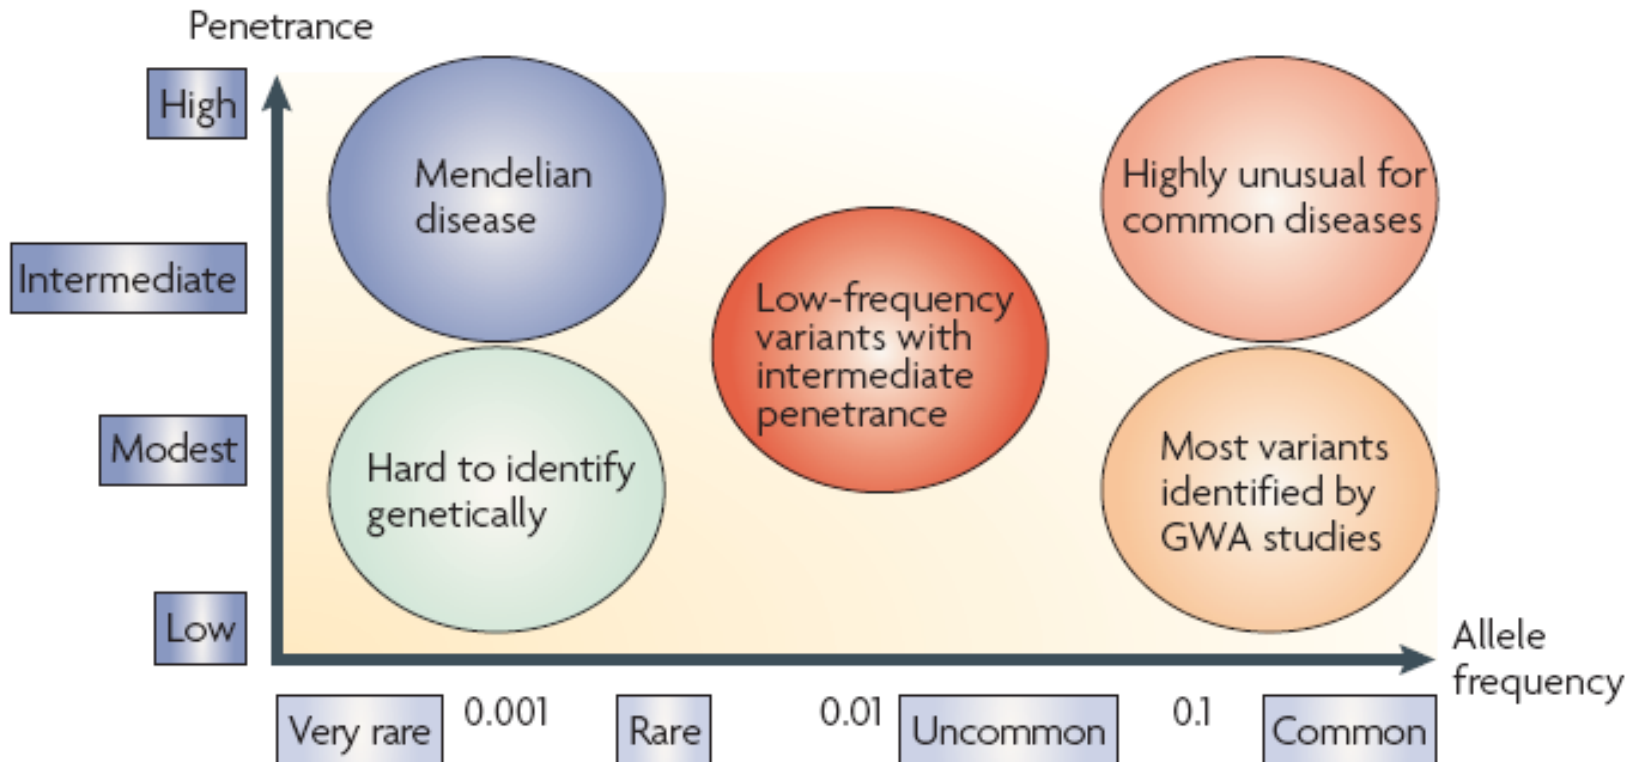 Penetrance
High
Intermediate
Modest
Low
Mendelian
disease
Hard to identify
genetically
Low-frequency
variants with
intermediate
penetrance
Highly unusual for
common diseases
Most variants
identified by
GWA studies
Allele
frequency
Very rare
0.001
Rare
0.01
Uncommon
0.1
Common